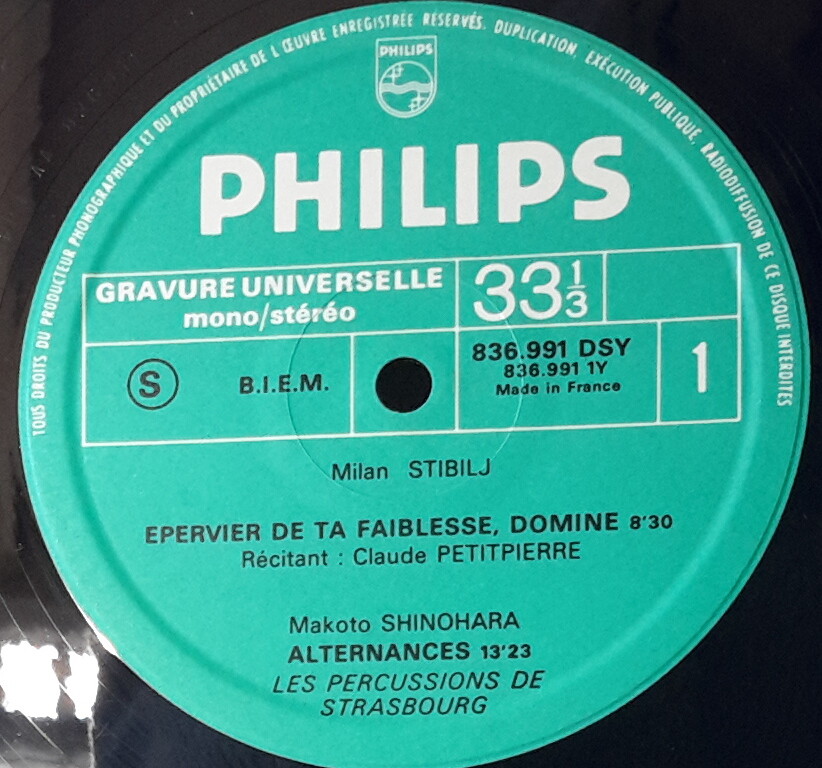 TOUS DROITS DU PRODUCTEUR PHONOGRAPHIQUE ET DU PROPRIÉTAIRE DE L'ŒUVRE ENREGISTRÉE RÉSERVÉS. DUPLICATION, EXÉCUTION PUBLIQUE, RADIODIFFUSION DE CE DISQUE INTERDITES
PHILIPS
PHILIPS
GRAVURE UNIVERSELLE
mono/stéréo
33 1/3
S
B.I.E.M.
836.991 DSY
836.991 1Y
Made in France
1
Milan STIBILJ
EPERVIER DE TA FAIBLESSE, DOMINE 8'30
Récitant : Claude PETITPIERRE
Makoto SHINOHARA
ALTERNANCES 13'23
LES PERCUSSIONS DE
STRASBOURG